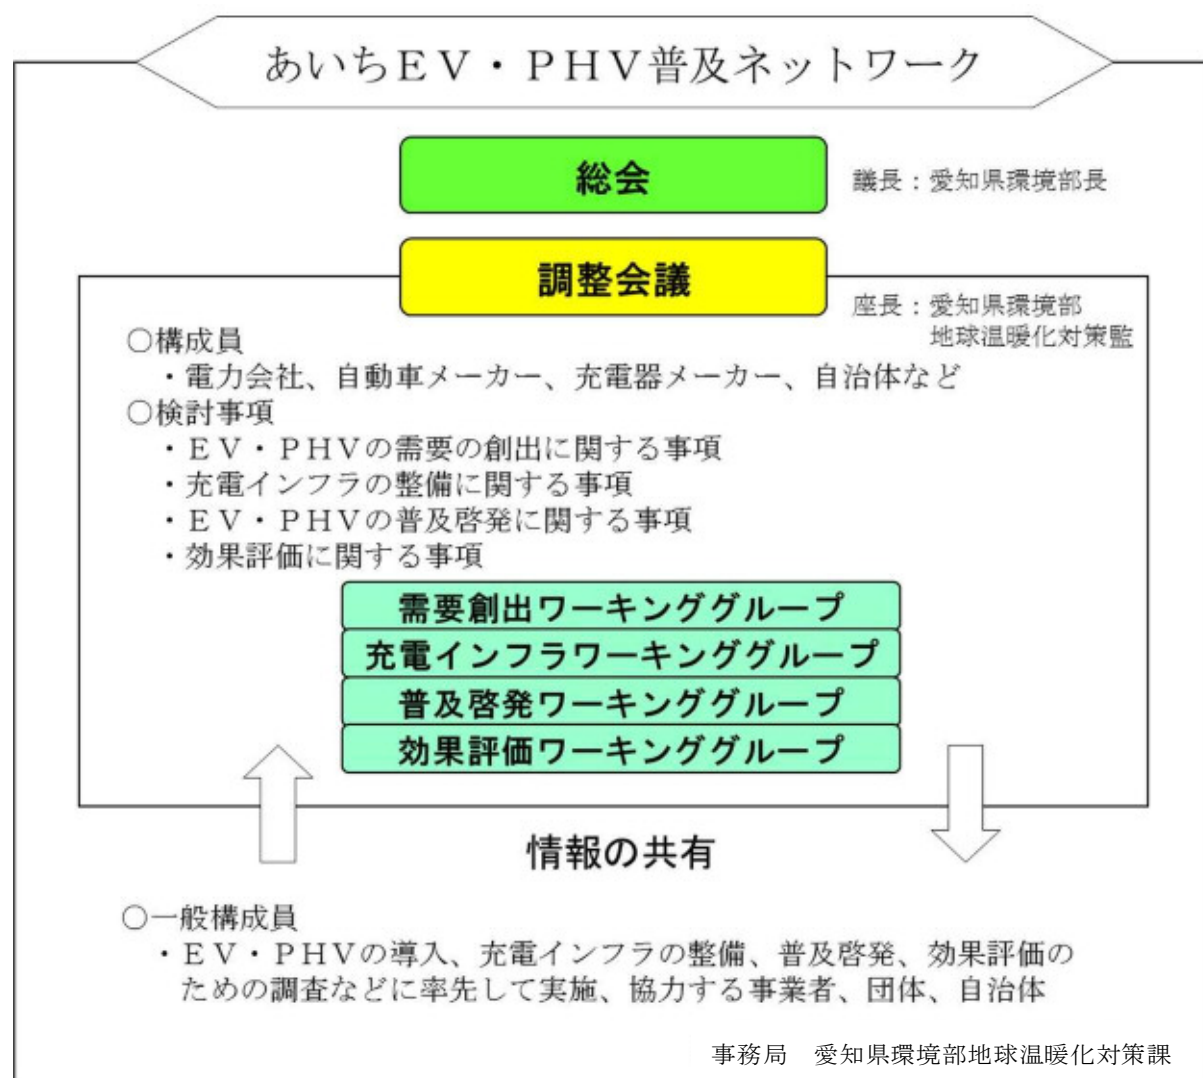 あいちＥＶ・ＰＨＶ普及ネットワーク
総会
議長：愛知県環境部長
調整会議
座長：愛知県環境部
地球温暖化対策監
○構成員
・電力会社、自動車メーカー、充電器メーカー、自治体など
○検討事項
・ＥＶ・ＰＨＶの需要の創出に関する事項
・充電インフラの整備に関する事項
・ＥＶ・ＰＨＶの普及啓発に関する事項
・効果評価に関する事項
需要創出ワーキンググループ
充電インフラワーキンググループ
普及啓発ワーキンググループ
効果評価ワーキンググループ
情報の共有
○一般構成員
・ＥＶ・ＰＨＶの導入、充電インフラの整備、普及啓発、効果評価の
ための調査などに率先して実施、協力する事業者、団体、自治体
事務局　愛知県環境部地球温暖化対策課